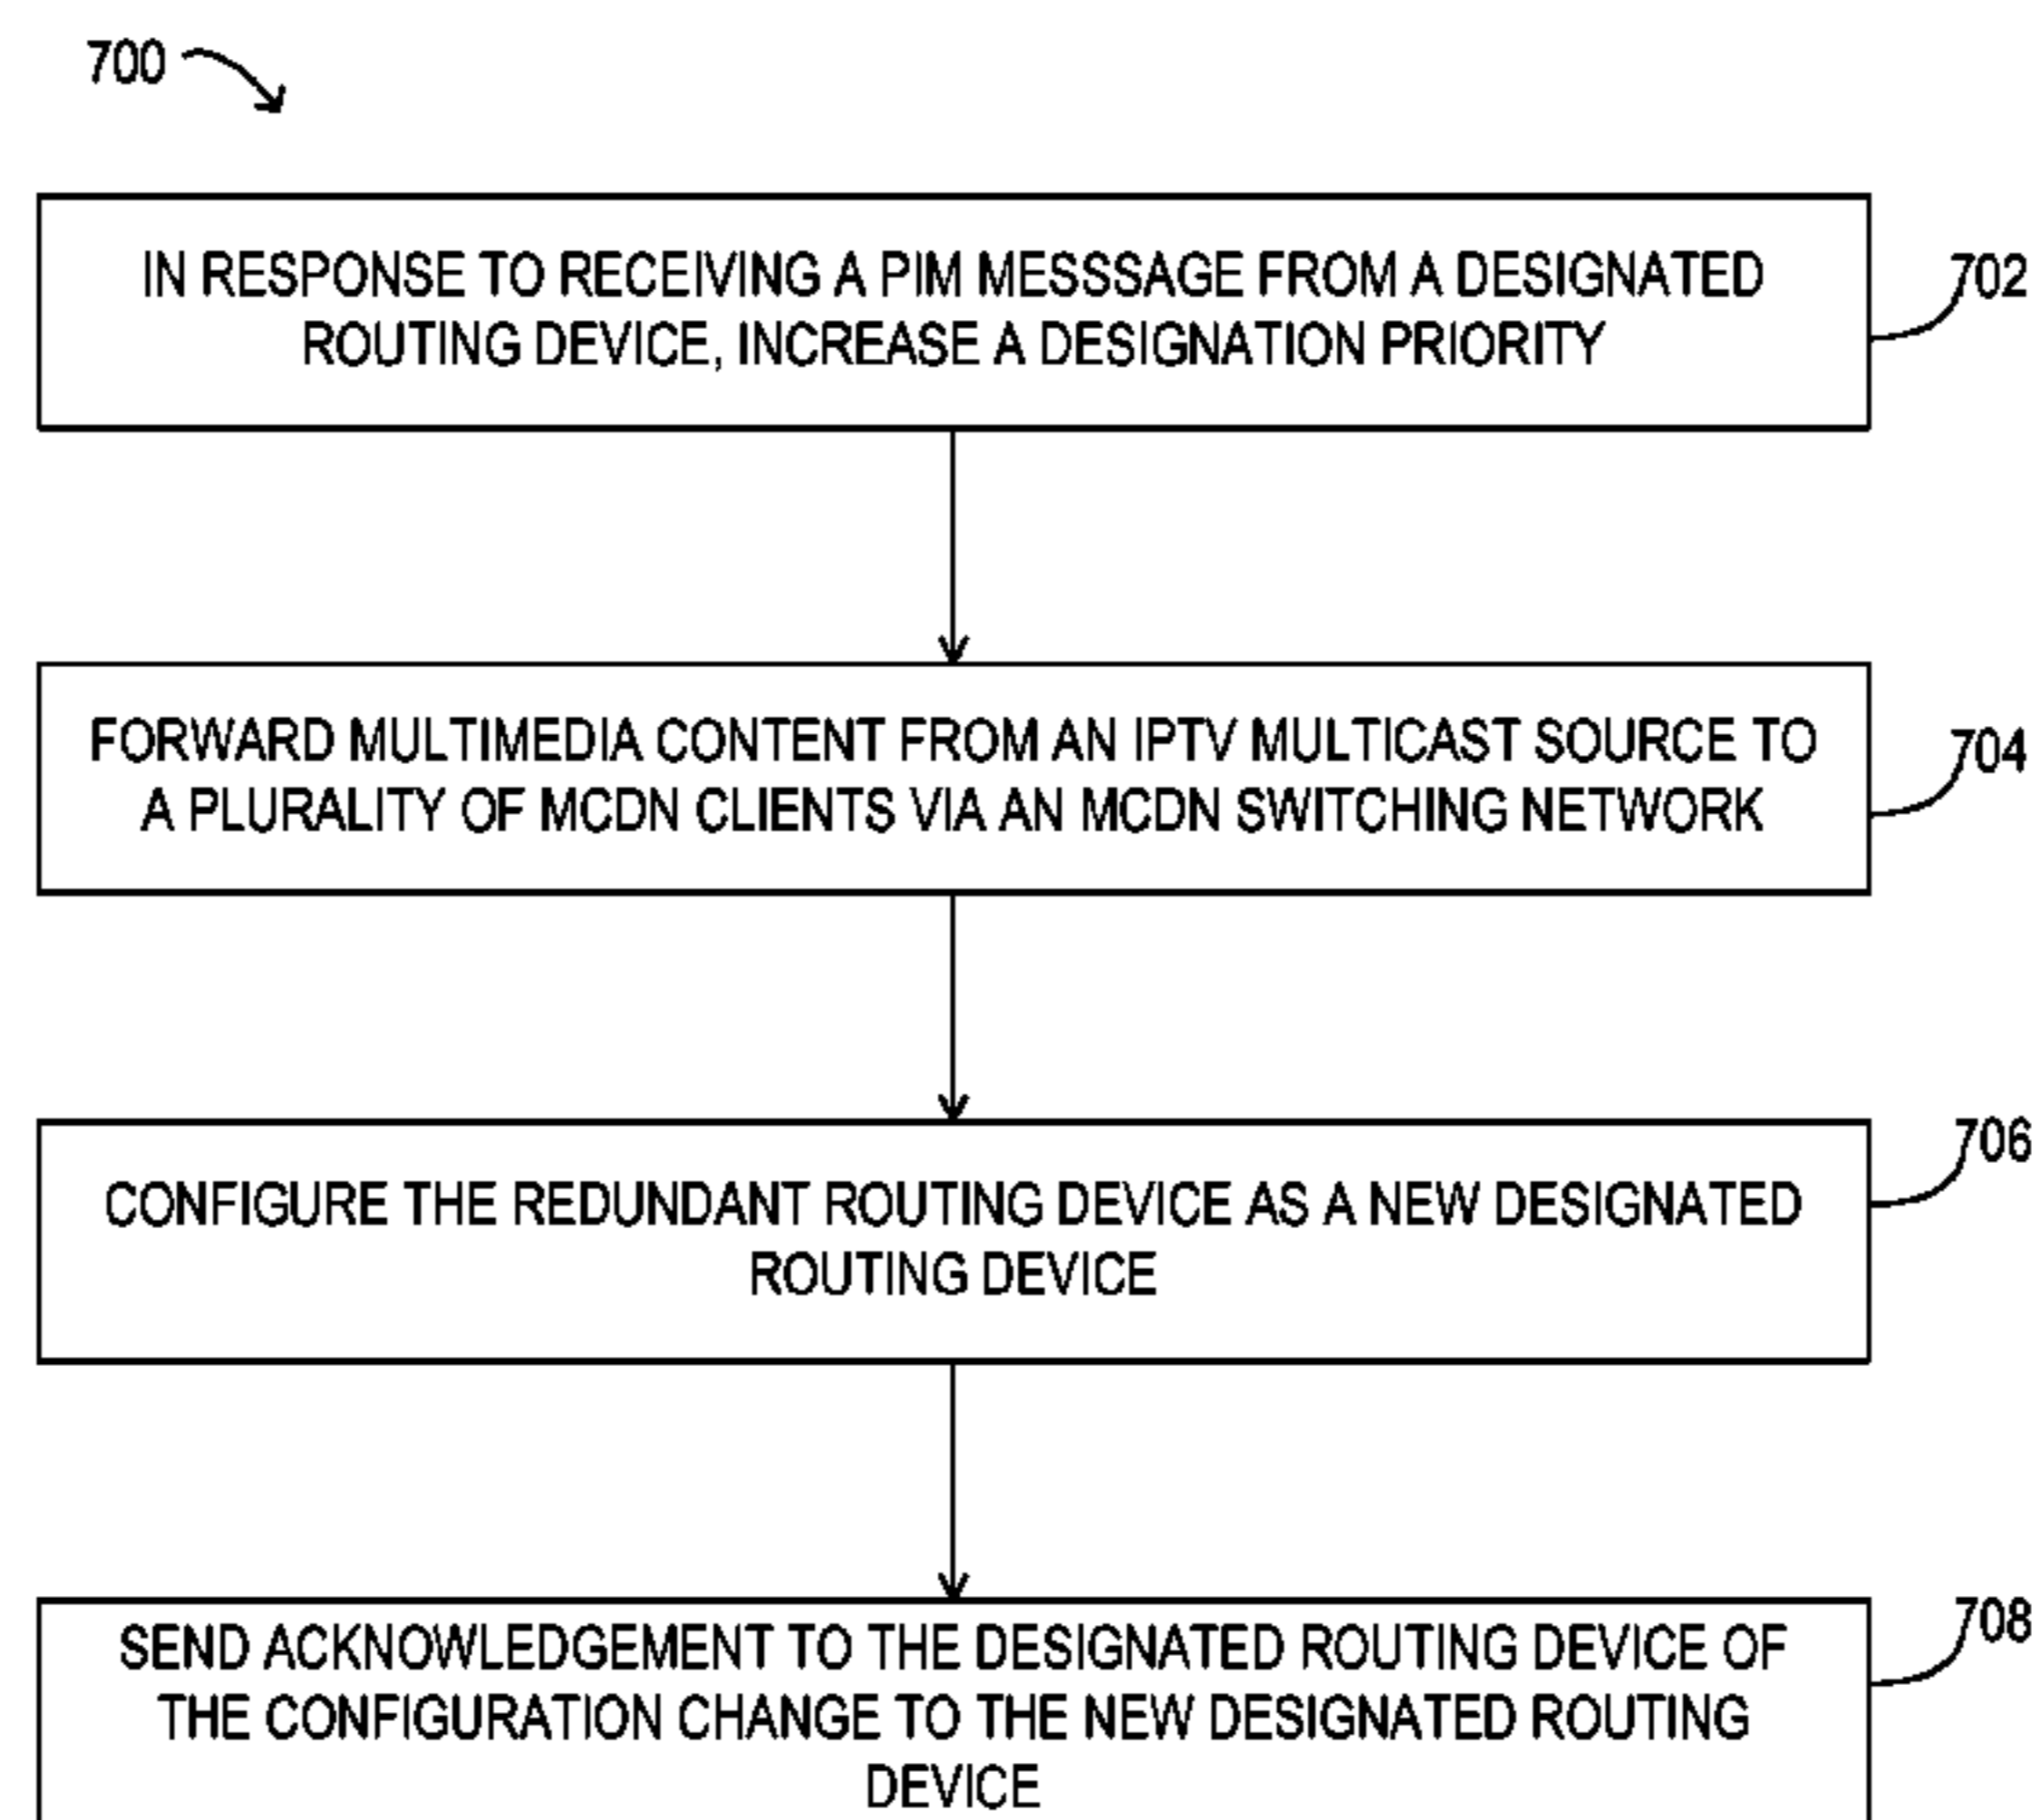 700
IN RESPONSE TO RECEIVING A PIM MESSSAGE FROM A DESIGNATED
ROUTING DEVICE, INCREASE A DESIGNATION PRIORITY
702
FORWARD MULTIMEDIA CONTENT FROM AN IPTV MULTICAST SOURCE TO
A PLURALITY OF MCDN CLIENTS VIA AN MCDN SWITCHING NETWORK
704
CONFIGURE THE REDUNDANT ROUTING DEVICE AS A NEW DESIGNATED
ROUTING DEVICE
706
SEND ACKNOWLEDGEMENT TO THE DESIGNATED ROUTING DEVICE OF
THE CONFIGURATION CHANGE TO THE NEW DESIGNATED ROUTING
DEVICE
708